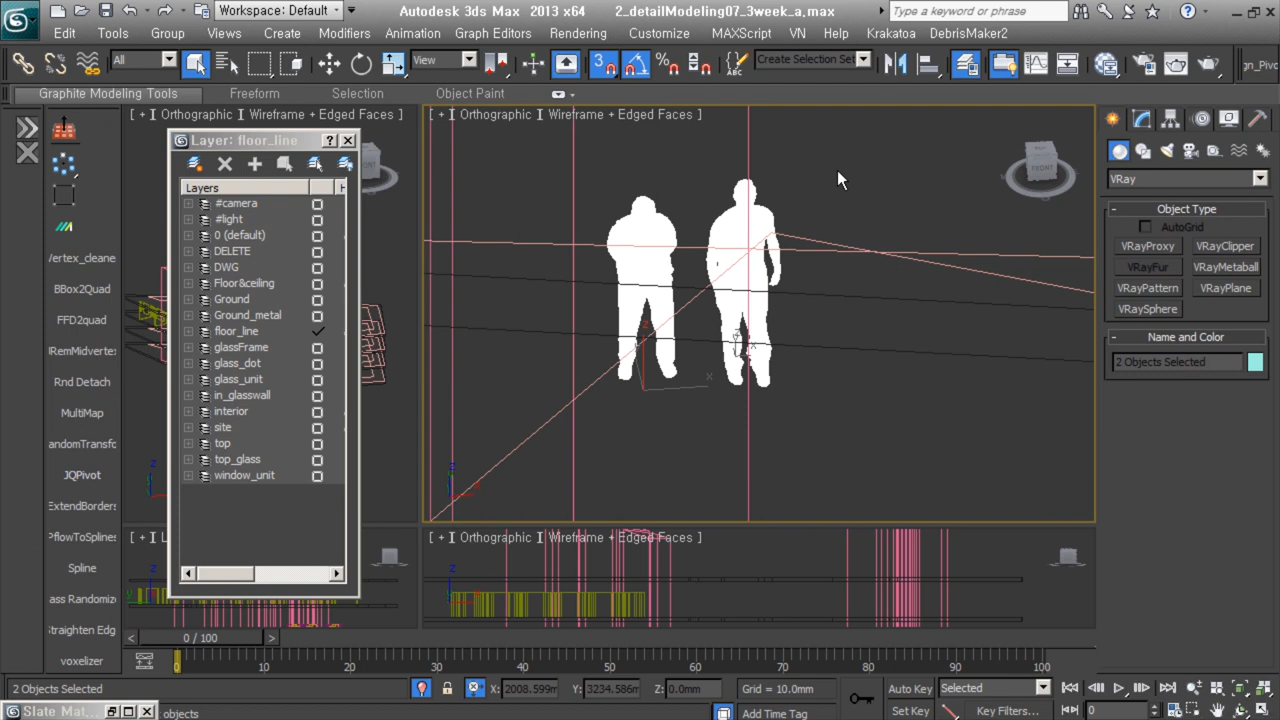 Workspace: Default
Autodesk 3ds Max 2013 x64
2_detailModeling07_3week_a.max
Type a keyword or phrase
Edit Tools Group Views Create Modifiers Animation Graph Editors Rendering Customize MAXScript VN Help Krakatoa DebrisMaker2
All
View
3
Create Selection Set
gn_Pivc
Graphite Modeling Tools Freeform Selection Object Paint
[ + ] Orthographic ] Wireframe + Edged Faces ]
[ + ] Orthographic ] Wireframe + Edged Faces ]
Layer: floor_line
Layers
#camera
#light
0 (default)
DELETE
DWG
Floor&ceiling
Ground
Ground_metal
floor_line
glassFrame
glass_dot
glass_unit
in_glasswall
interior
site
top
top_glass
window_unit
/ertex_cleane
BBox2Quad
FFD2quad
RemMidverte:
Rnd Detach
MultiMap
andomTransfc
JQPivot
ExtendBorder:
PflowToSpline:
Spline
ass Randomiz
traighten Edg
voxelizer
FRONT
VRay
Object Type
AutoGrid
VRayProxy VRayClipper
VRayFur VRayMetaball
VRayPattern VRayPlane
VRaySphere
Name and Color
2 Objects Selected
[ + ] L
[ + ] Orthographic ] Wireframe + Edged Faces ]
0 / 100
0 10 20 30 40 50 60 70 80 90 100
2 Objects Selected
X: 2008.599m Y: 3234.586m Z: 0.0mm Grid = 10.0mm
Auto Key Selected
Slate Mat...
objects
Add Time Tag
Set Key Key Filters...
0